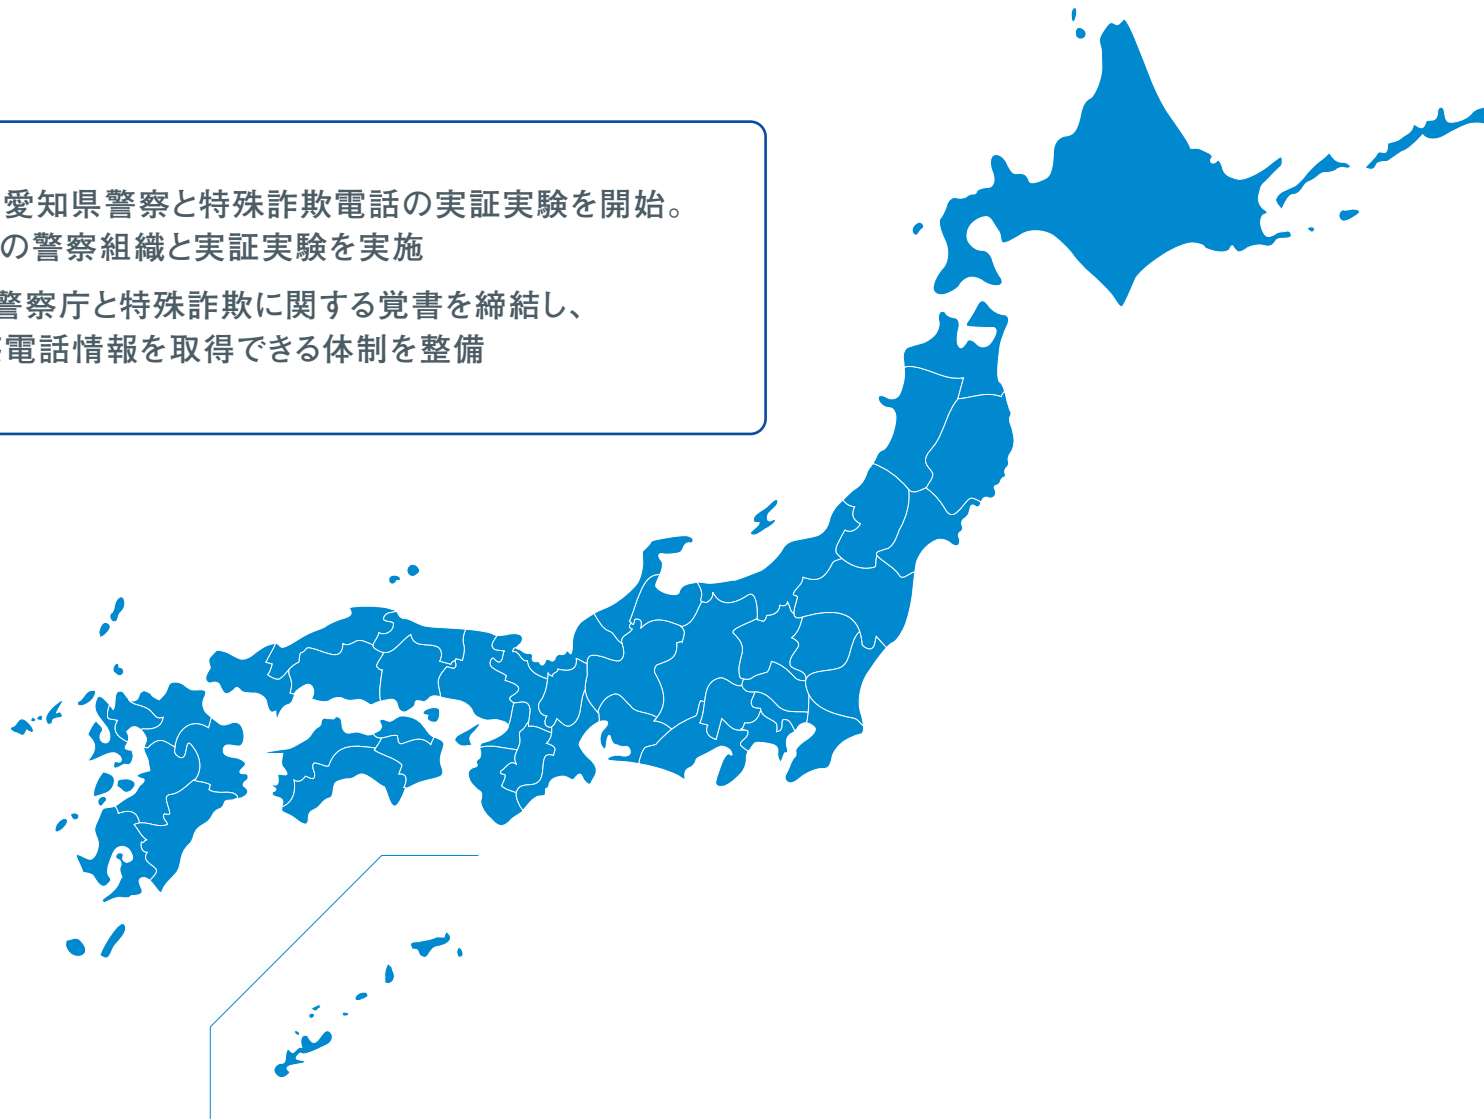 愛知県警察と特殊詐欺電話の実証実験を開始。
の警察組織と実証実験を実施
警察庁と特殊詐欺に関する覚書を締結し、
電話情報を取得できる体制を整備